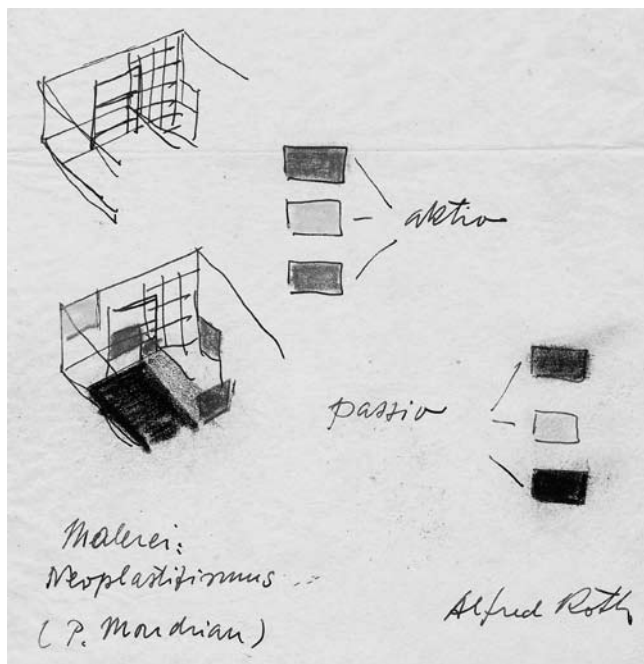 aktiv
passiv
Malerei:
Neoplastizismus
(P. Mondrian)
Alfred Roth